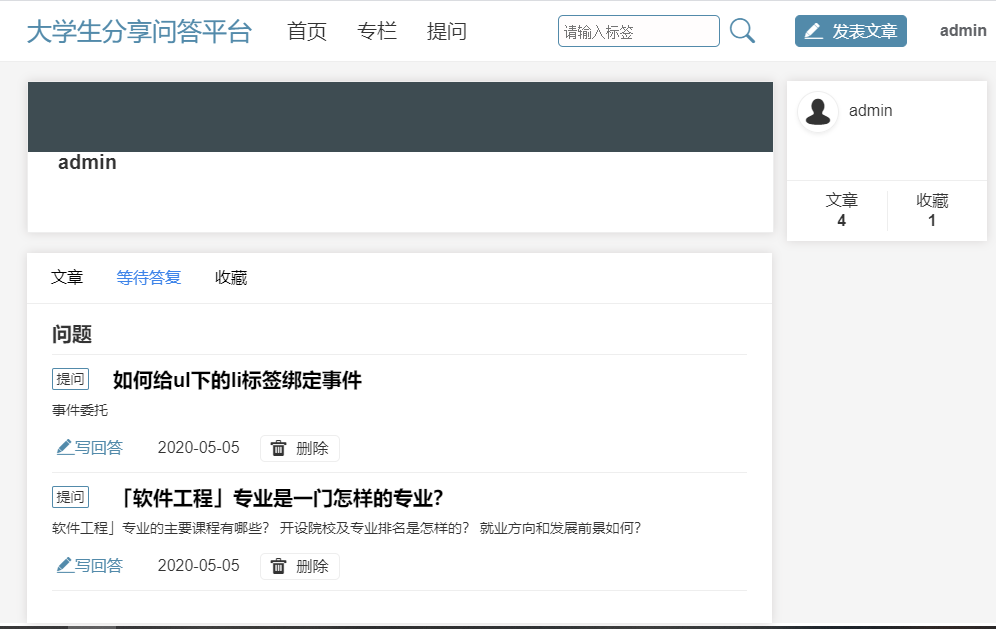 大学生分享问答平台 首页 专栏 提问 请输入标签 发表文章 admin
admin
admin
文章 收藏
4 1
文章 等待答复 收藏
问题
提问 如何给ul下的li标签绑定事件
事件委托
写回答 2020-05-05 删除
提问 「软件工程」专业是一门怎样的专业?
软件工程」专业的主要课程有哪些? 开设院校及专业排名是怎样的? 就业方向和发展前景如何?
写回答 2020-05-05 删除